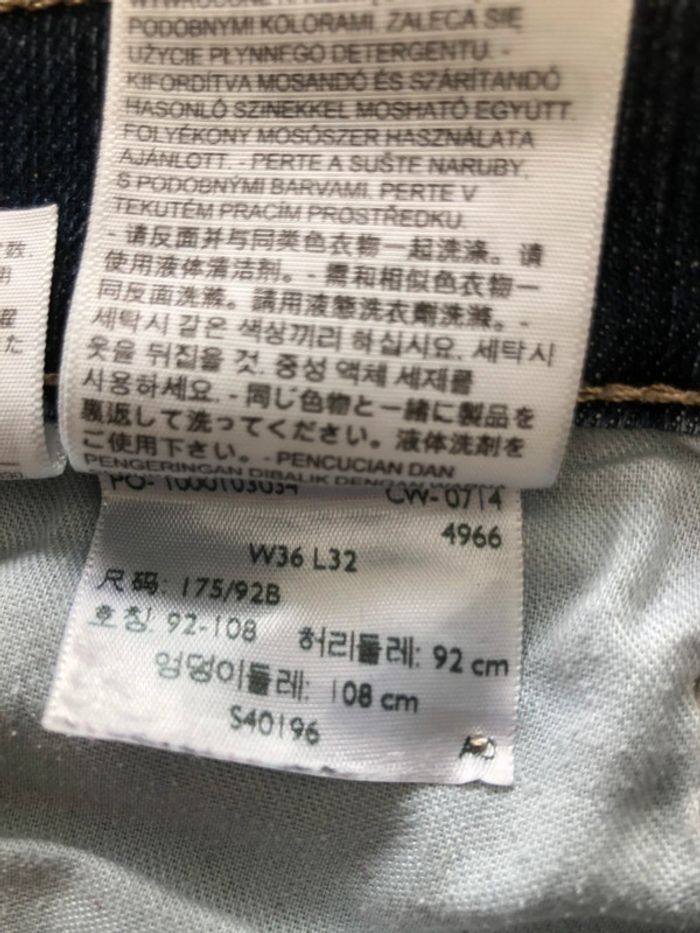 PODOBNYMI KOLORAMI. ZALECA SIĘ
UŻYCIE PŁYNNEGO DETERGENTU. -
KIFORDÍTVA MOSANDÓ ÉS SZÁRÍTANDÓ
HASONLÓ SZINEKKEL MOSHATÓ EGYÜTT.
FOLYÉKONY MOSÓSZER HASZNÁLATA
AJÁNLOTT. - PERTE A SUŠTE NARUBY.
S PODOBNÝMI BARVAMI. PERTE V
TEKUTÉM PRACÍM PROSTŘEDKU.
- 请反面并与同类色衣物一起洗涤。请
使用液体清洁剂。- 需和相似色衣物一
同反面洗滌。請用液態洗衣劑洗滌。-
세탁시 같은 색상끼리 하십시요. 세탁시
옷을 뒤집을 것. 중성 액체 세제를
사용하세요. - 同じ色物と一緒に製品を
裏返して洗ってください。液体洗剤を
ご使用下さい。- PENCUCIAN DAN
PENGERINGAN DIBALIK DENGAN WARNA
PO- 1000103034 CW- 0714
4966
W36 L32
尺码: 175/92B
호칭: 92-108 허리둘레: 92 cm
엉덩이둘레: 108 cm
S40196